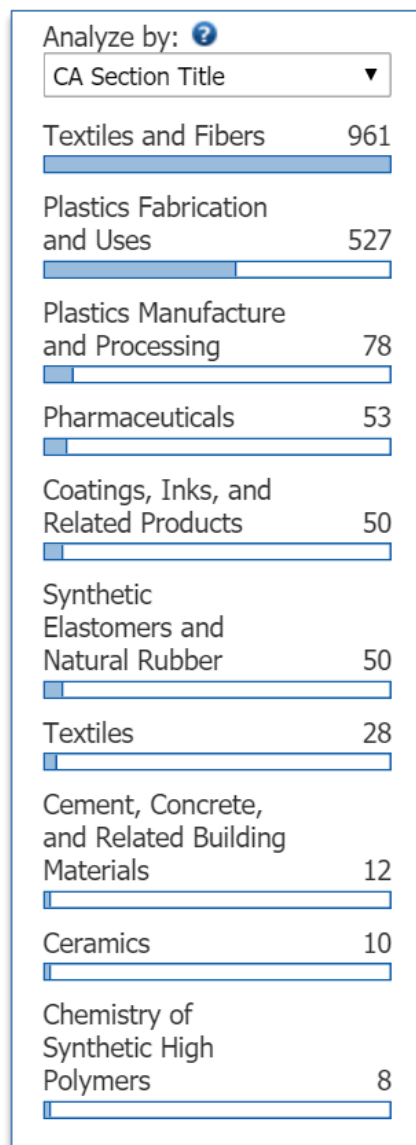 Analyze by: ?
CA Section Title ▼
Textiles and Fibers 961
Plastics Fabrication
and Uses 527
Plastics Manufacture
and Processing 78
Pharmaceuticals 53
Coatings, Inks, and
Related Products 50
Synthetic
Elastomers and
Natural Rubber 50
Textiles 28
Cement, Concrete,
and Related Building
Materials 12
Ceramics 10
Chemistry of
Synthetic High
Polymers 8